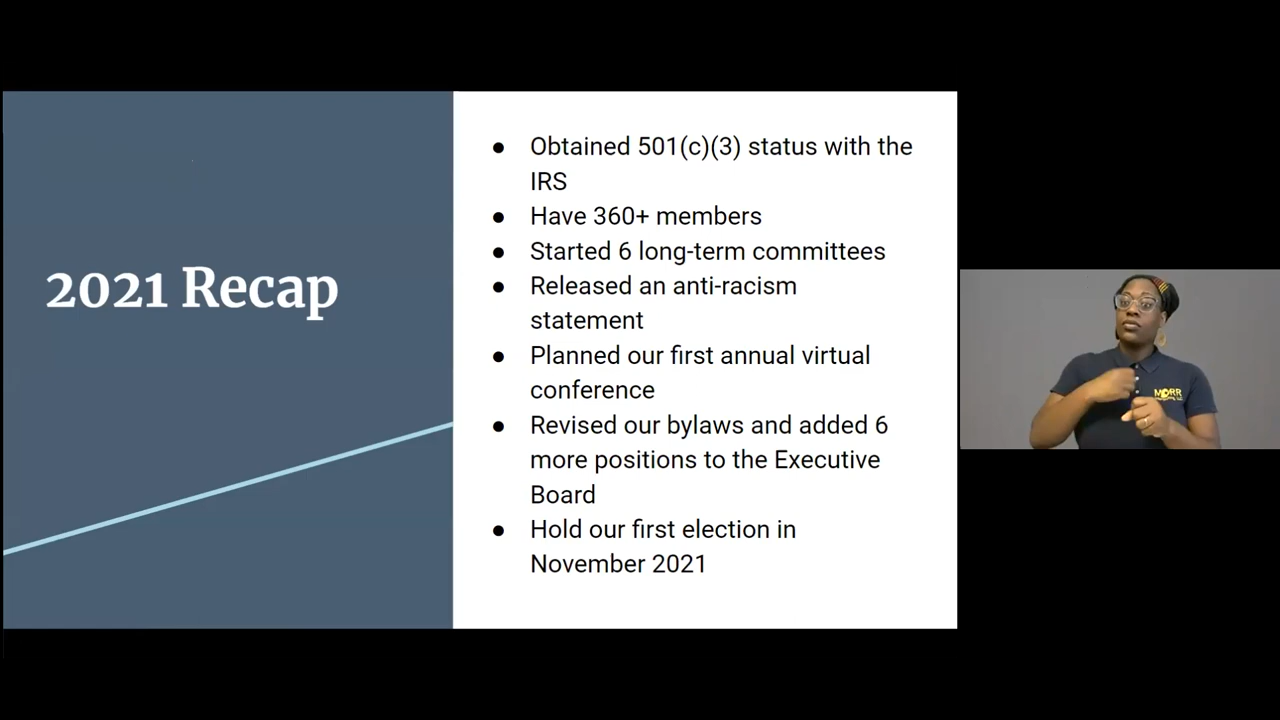 2021 Recap
● Obtained 501(c)(3) status with the
IRS
● Have 360+ members
● Started 6 long-term committees
● Released an anti-racism
statement
● Planned our first annual virtual
conference
● Revised our bylaws and added 6
more positions to the Executive
Board
● Hold our first election in
November 2021
MORR